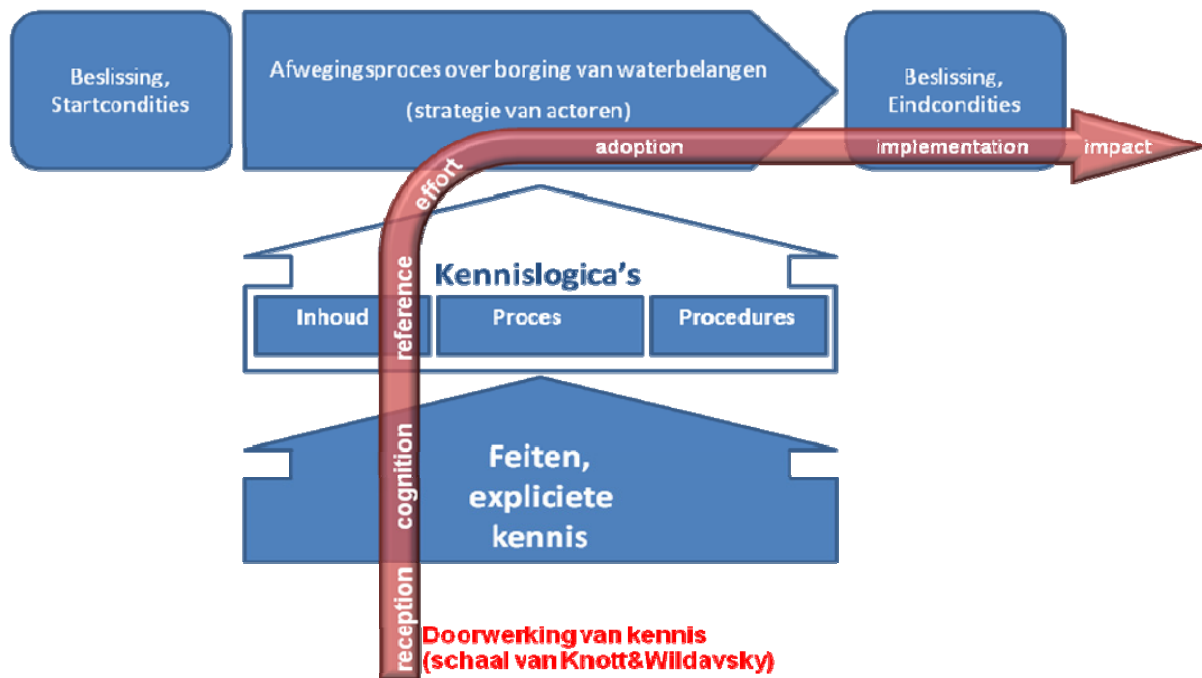 Beslissing,
Startcondities
Afwegingsproces over borging van waterbelangen
(strategie van actoren)
Beslissing,
Eindcondities
adoption
implementation
impact
effort
reference
cognition
reception
Kennislogica’s
Inhoud
Proces
Procedures
Feiten,
expliciete
kennis
Doorwerking van kennis
(schaal van Knott&Wildavsky)